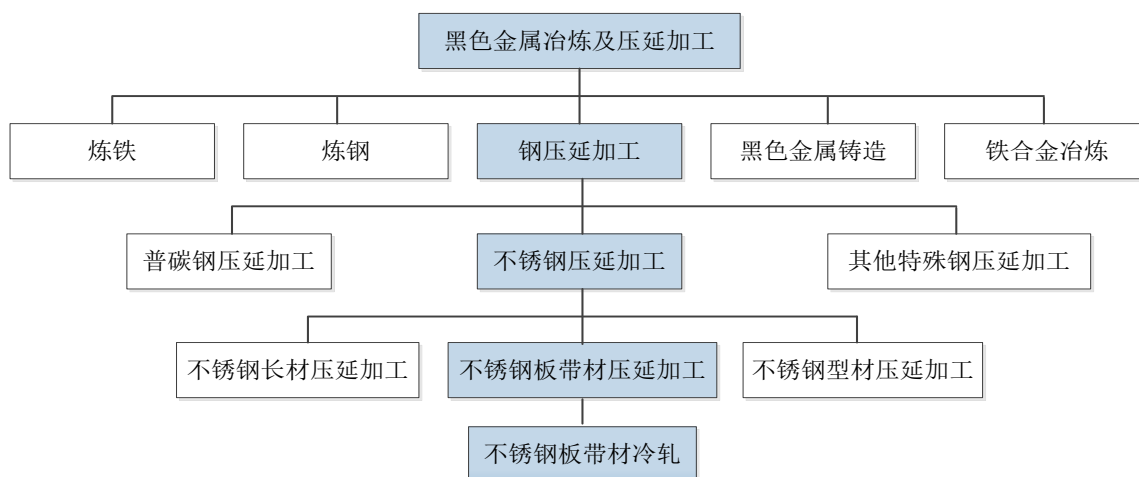 黑色金属冶炼及压延加工
炼铁
炼钢
钢压延加工
黑色金属铸造
铁合金冶炼
普碳钢压延加工
不锈钢压延加工
其他特殊钢压延加工
不锈钢长材压延加工
不锈钢板带材压延加工
不锈钢型材压延加工
不锈钢板带材冷轧